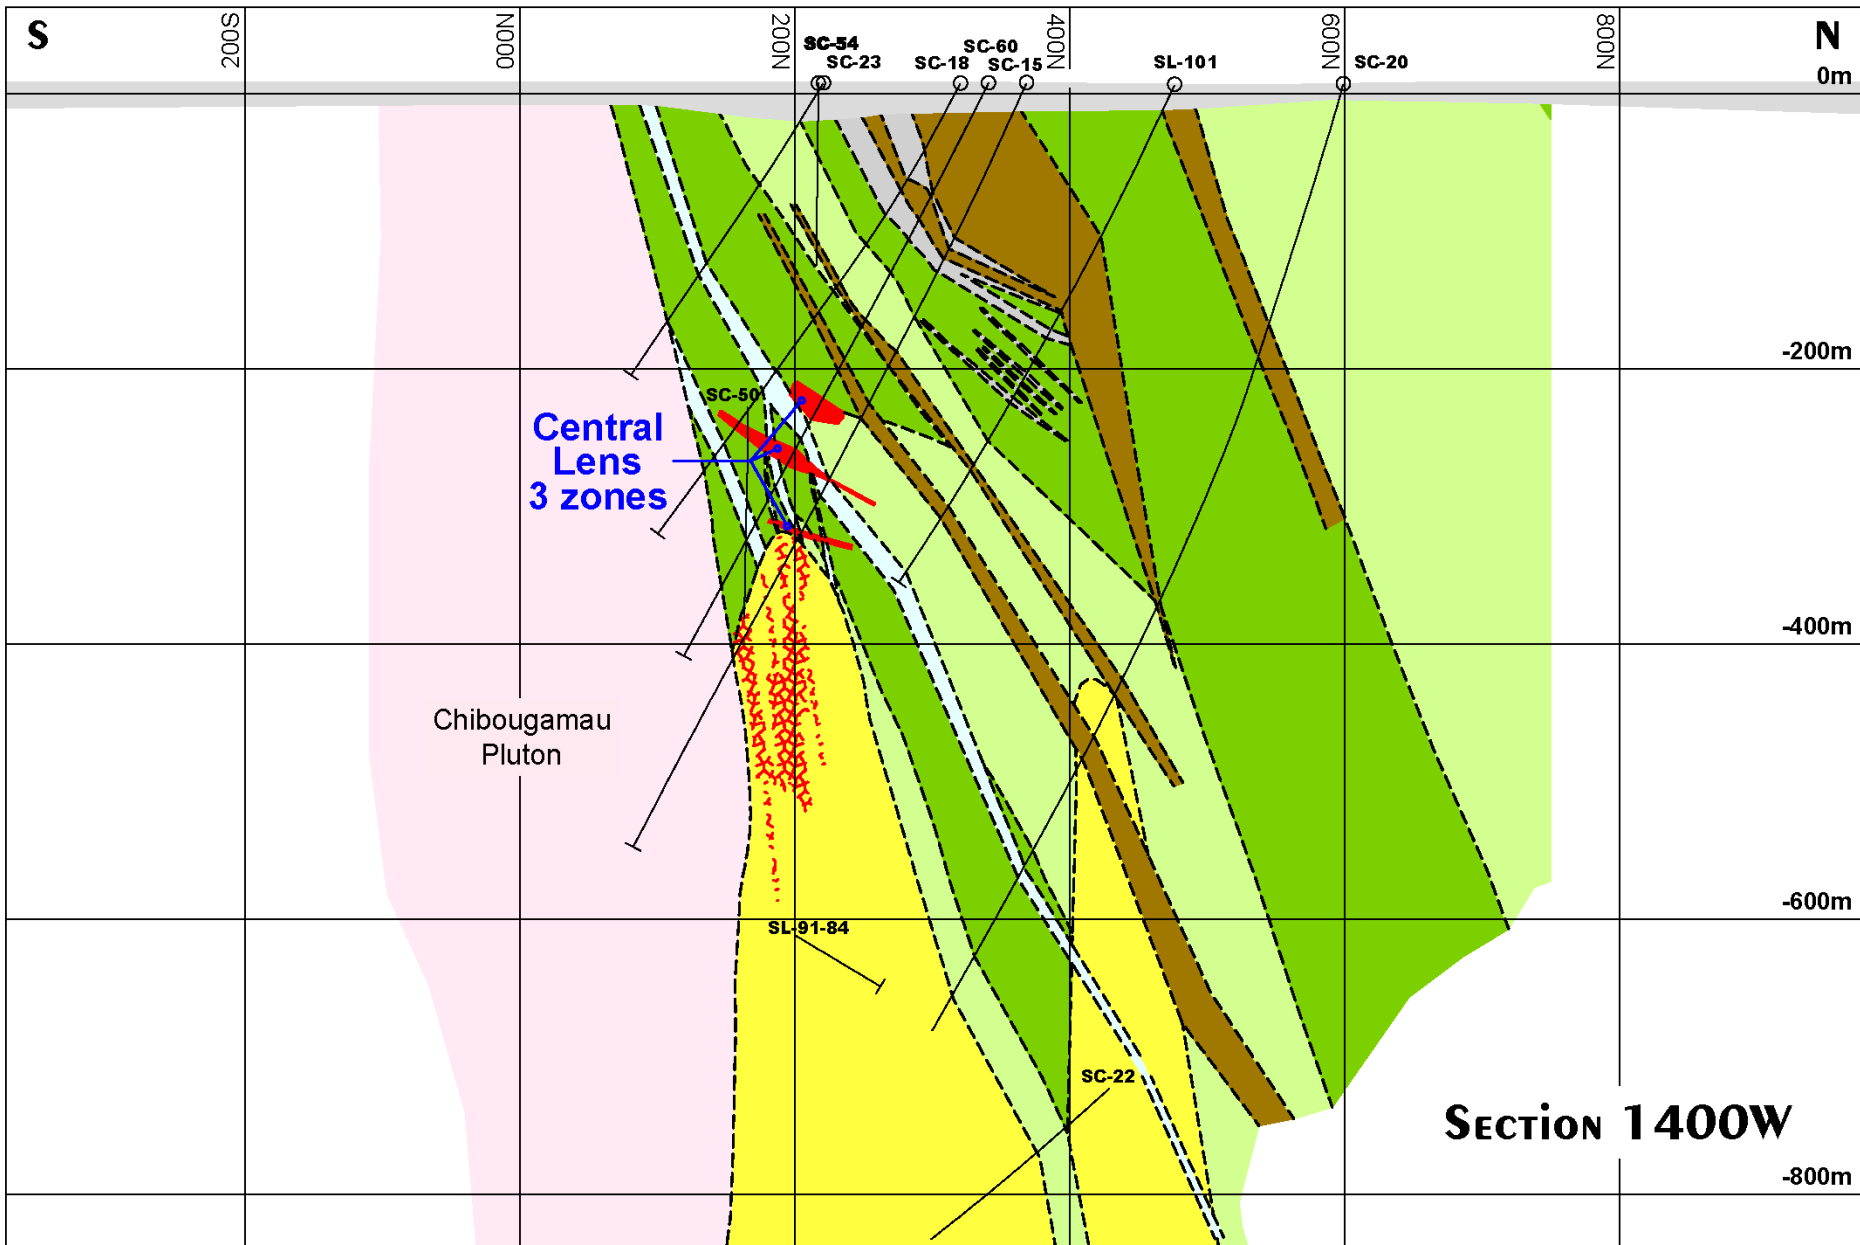 S
200S
000N
200N
400N
600N
800N
N
SC-54
SC-23
SC-18
SC-60
SC-15
SL-101
SC-20
0m
-200m
SC-50
Central
Lens
3 zones
-400m
Chibougamau
Pluton
-600m
SL-91-84
SC-22
SECTiON 1400W
-800m